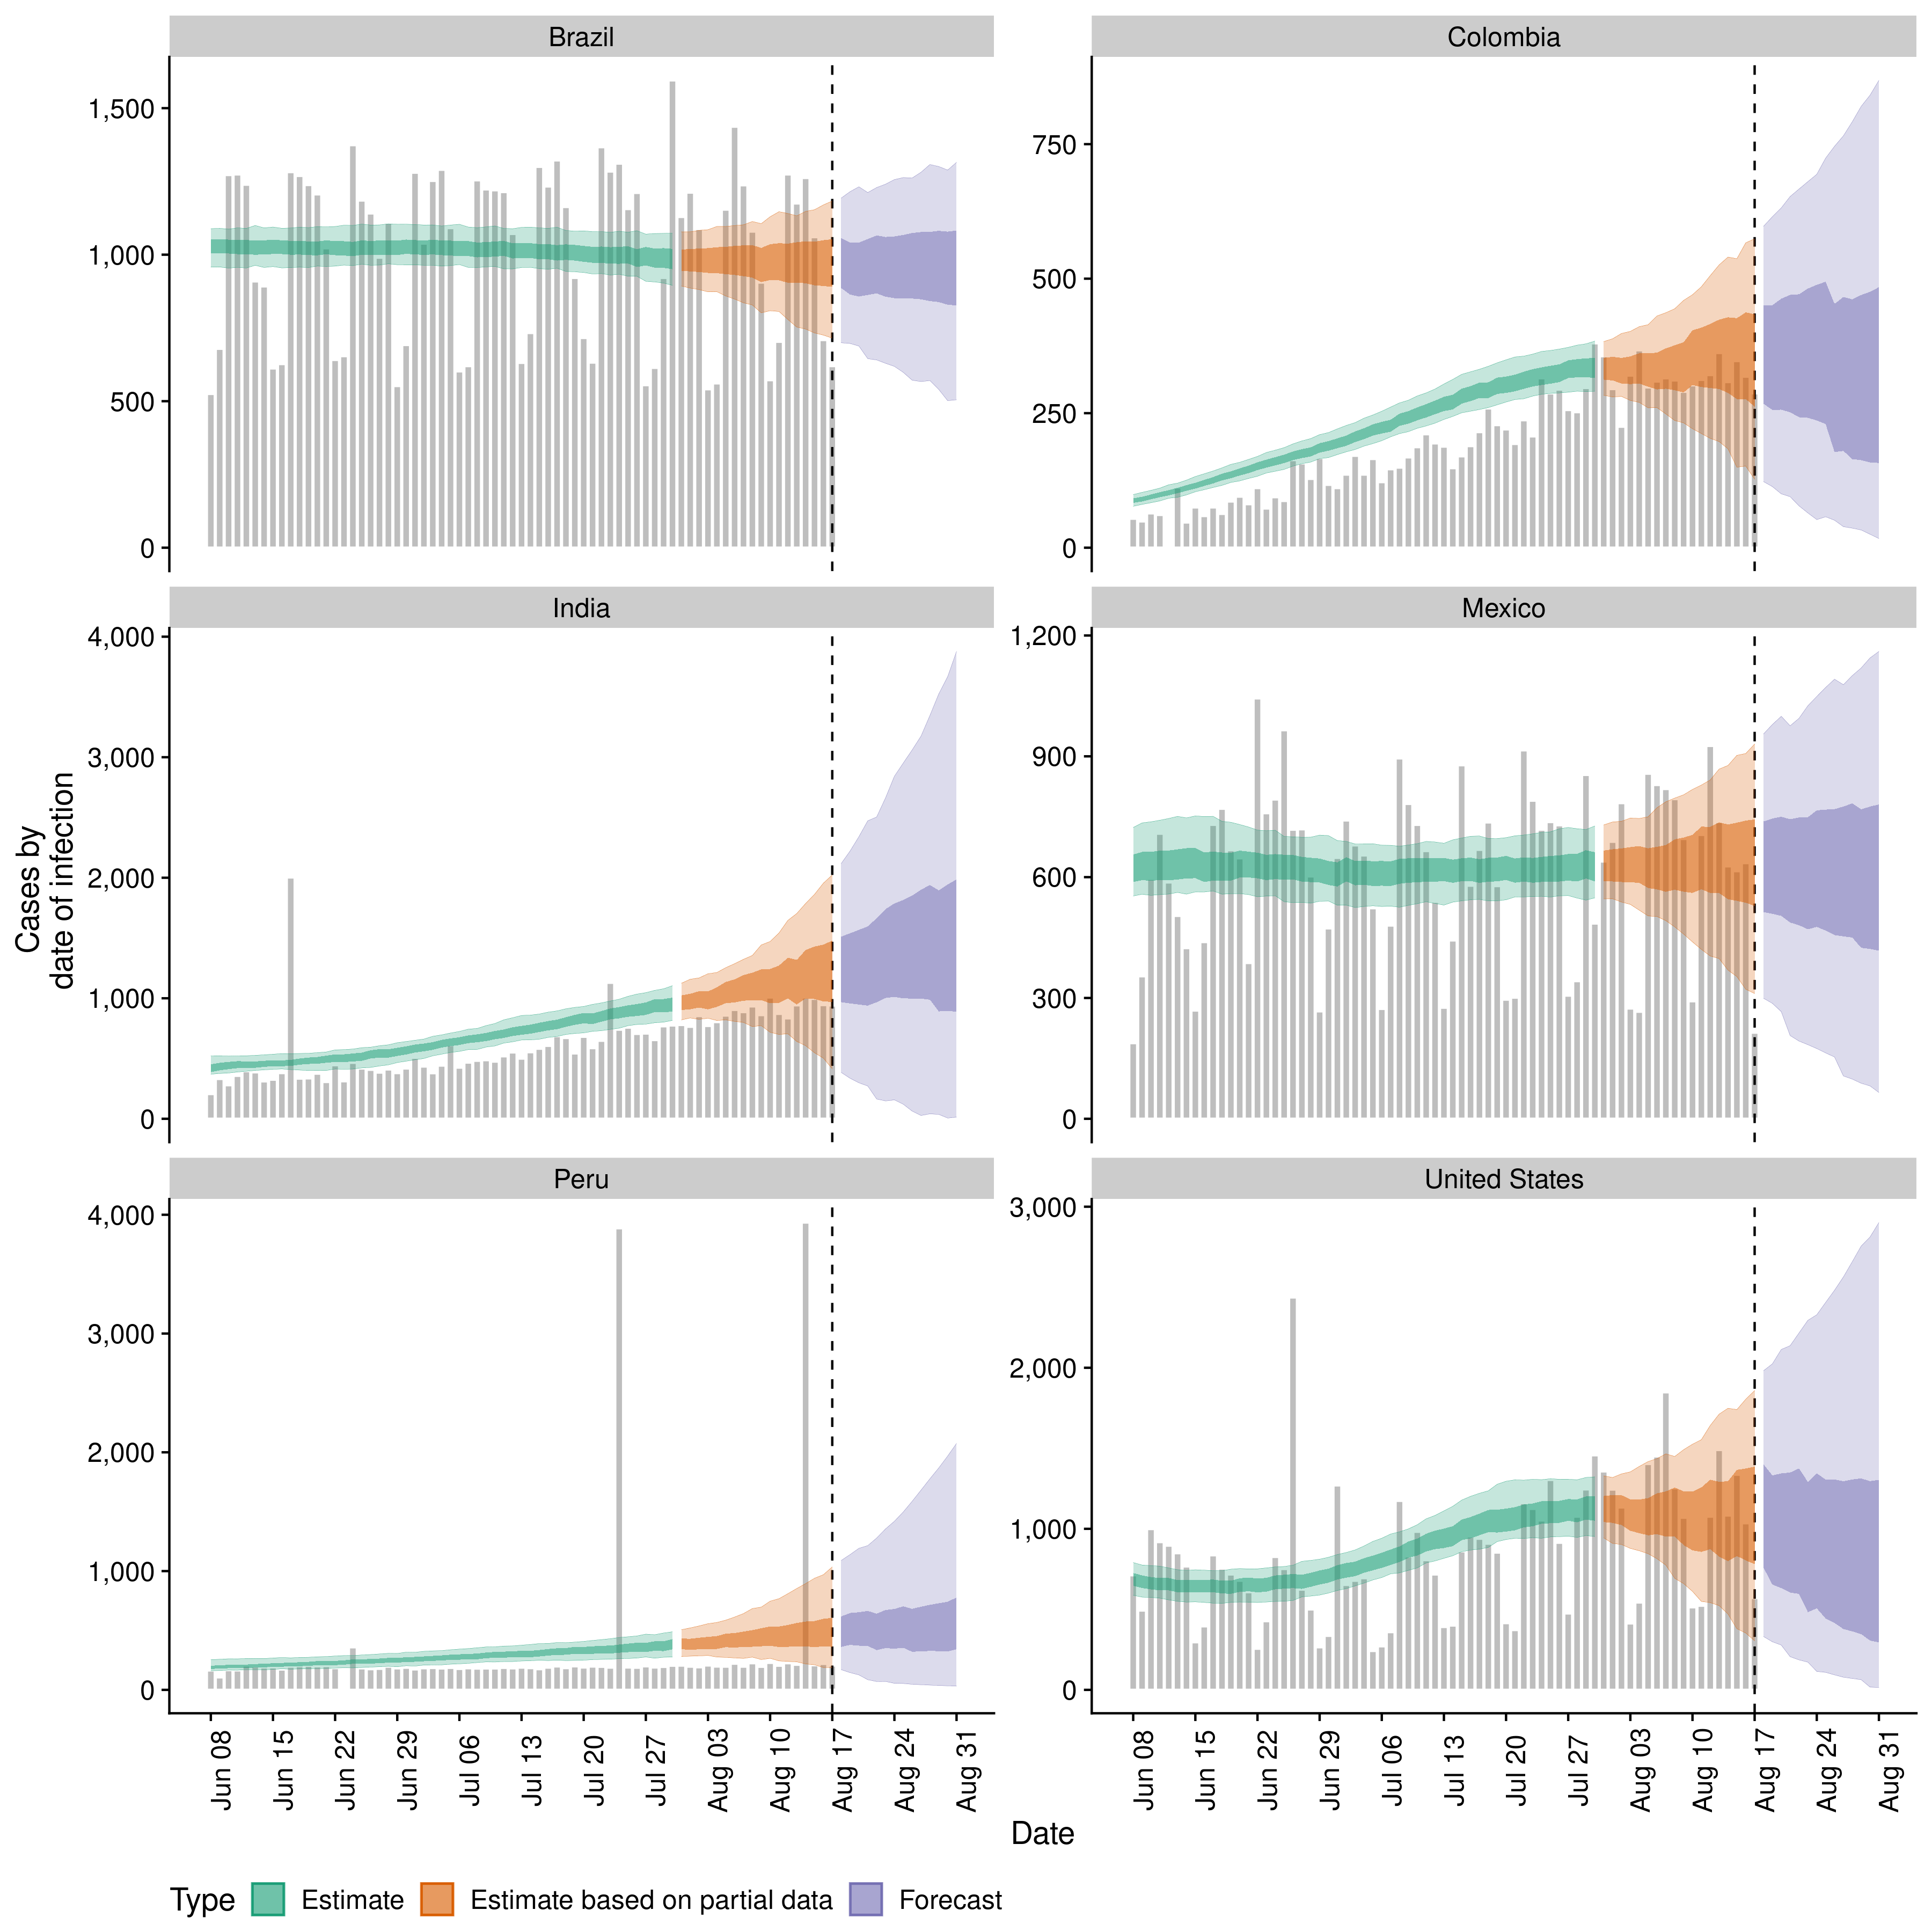 Brazil
Colombia
1,500
1,000
500
0
750
500
250
0
India
Mexico
4,000
3,000
2,000
1,000
0
1,200
900
600
300
0
Cases by
date of infection
Peru
United States
4,000
3,000
2,000
1,000
0
3,000
2,000
1,000
0
Jun 08
Jun 15
Jun 22
Jun 29
Jul 06
Jul 13
Jul 20
Jul 27
Aug 03
Aug 10
Aug 17
Aug 24
Aug 31
Jun 08
Jun 15
Jun 22
Jun 29
Jul 06
Jul 13
Jul 20
Jul 27
Aug 03
Aug 10
Aug 17
Aug 24
Aug 31
Date
Type Estimate Estimate based on partial data Forecast